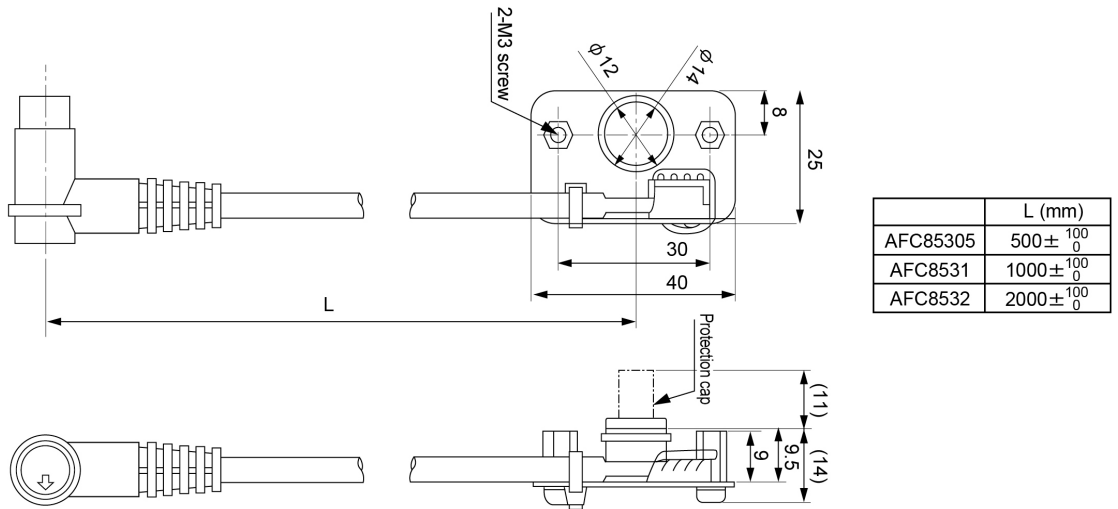 2-M3 screw
ϕ12
ϕ14
8
25
30
40
L
L (mm)
AFC85305 500± 100 0
AFC8531 1000± 100 0
AFC8532 2000± 100 0
Protection cap
(11)
9
9.5
(14)